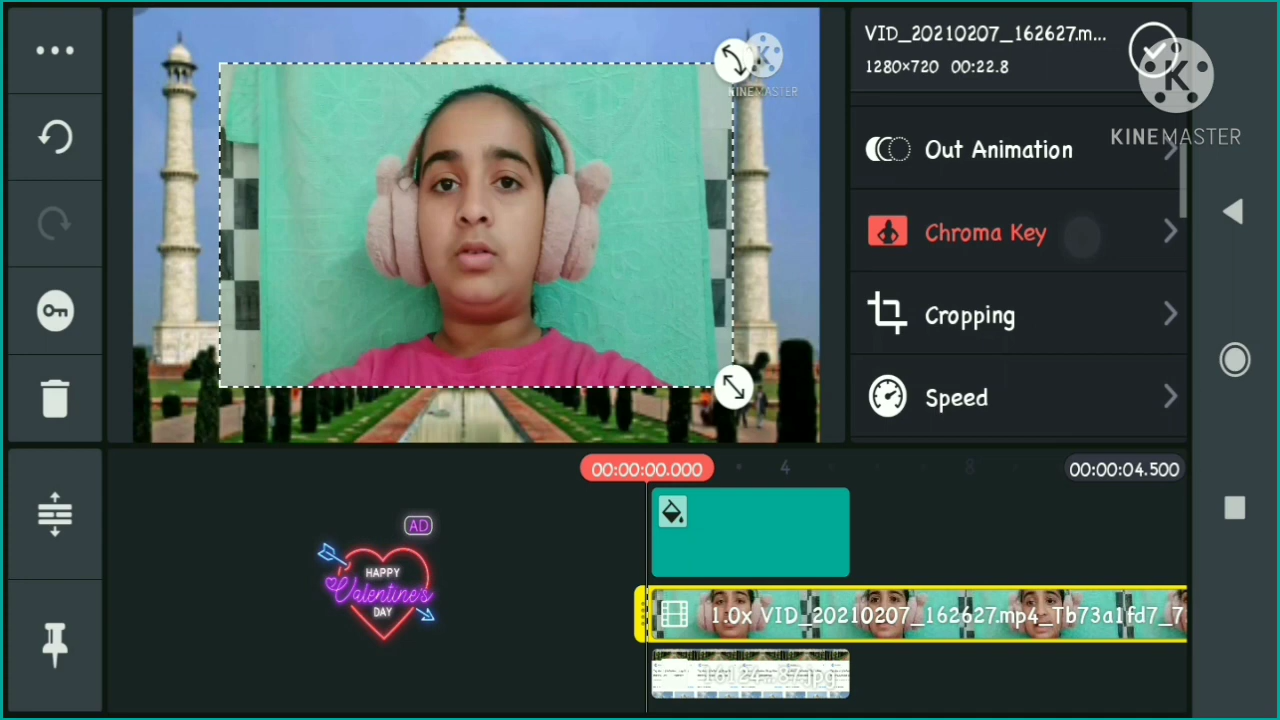 VID_20210207_162627.m...
1280×720 00:22.8
KINEMASTER
KINEMASTER
Out Animation
Chroma Key
Cropping
Speed
00:00:00.000
4
8
00:00:04.500
AD
HAPPY
Valentine's
DAY
1.0x VID_20210207_162627.mp4_Tb73a1fd7_7